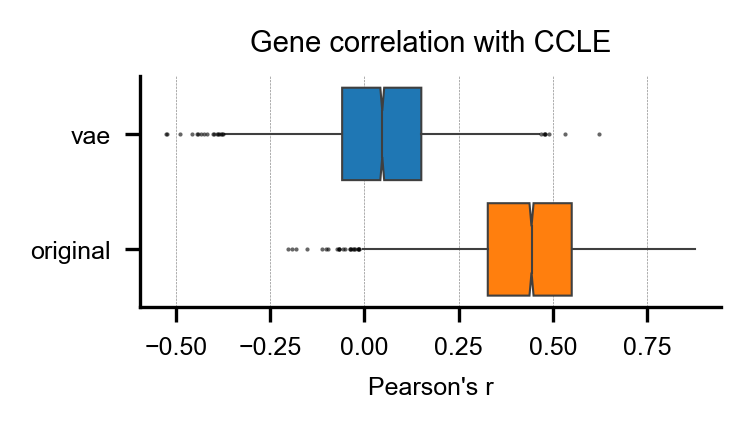 Gene correlation with CCLE
vae
original
−0.50 −0.25 0.00 0.25 0.50 0.75
Pearson's r